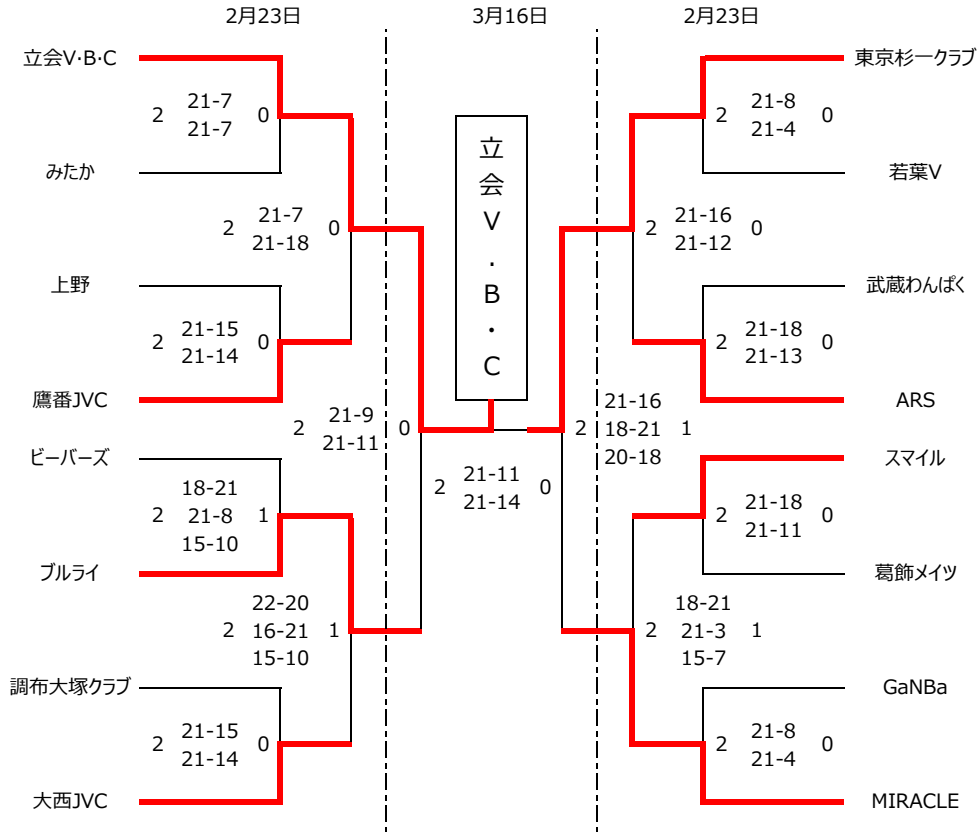 2月23日 3月16日 2月23日
立会V·B·C
東京杉一クラブ
2 21-7 0
21-7
2 21-8 0
21-4
みたか
若葉V
立会V・B・C
2 21-7 0
21-18
2 21-16 0
21-12
上野
武蔵わんぱく
2 21-15 0
21-14
2 21-18 0
21-13
鷹番JVC
ARS
2 21-9 0
21-11
21-16
2 18-21 1
20-18
ビーバーズ
スマイル
2 21-11 0
21-14
18-21
2 21-8 1
15-10
2 21-18 0
21-11
ブルライ
葛飾メイツ
22-20
2 16-21 1
15-10
18-21
2 21-3 1
15-7
調布大塚クラブ
GaNBa
2 21-15 0
21-14
2 21-8 0
21-4
大西JVC
MIRACLE